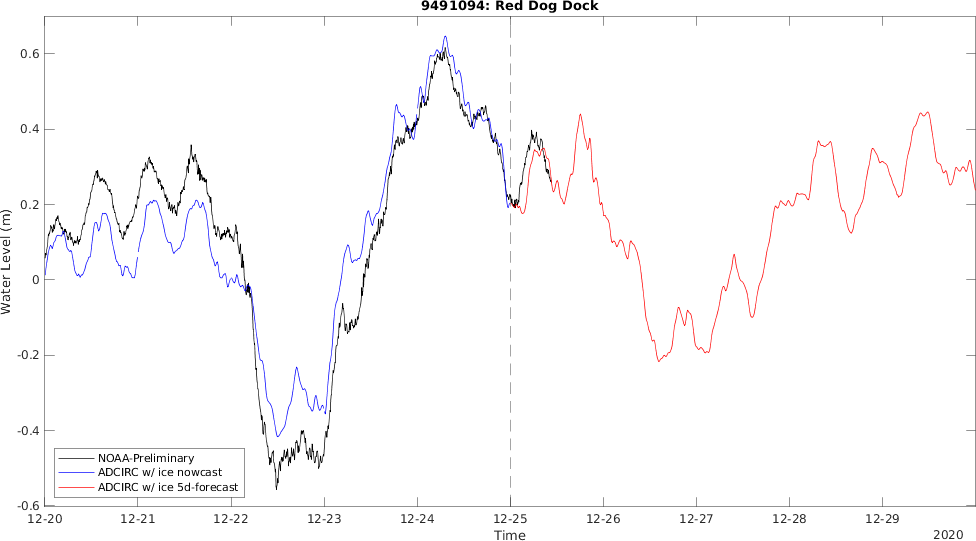 9491094: Red Dog Dock
0.6
0.4
0.2
0
-0.2
-0.4
-0.6
Water Level (m)
NOAA-Preliminary
ADCIRC w/ ice nowcast
ADCIRC w/ ice 5d-forecast
12-20 12-21 12-22 12-23 12-24 12-25 12-26 12-27 12-28 12-29
Time
2020